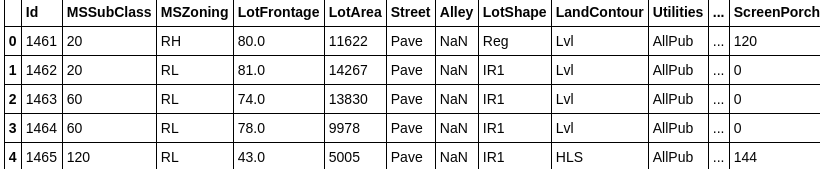 Id MSSubClass MSZoning LotFrontage LotArea Street Alley LotShape LandContour Utilities ... ScreenPorch
0 1461 20 RH 80.0 11622 Pave NaN Reg Lvl AllPub ... 120
1 1462 20 RL 81.0 14267 Pave NaN IR1 Lvl AllPub ... 0
2 1463 60 RL 74.0 13830 Pave NaN IR1 Lvl AllPub ... 0
3 1464 60 RL 78.0 9978 Pave NaN IR1 Lvl AllPub ... 0
4 1465 120 RL 43.0 5005 Pave NaN IR1 HLS AllPub ... 144